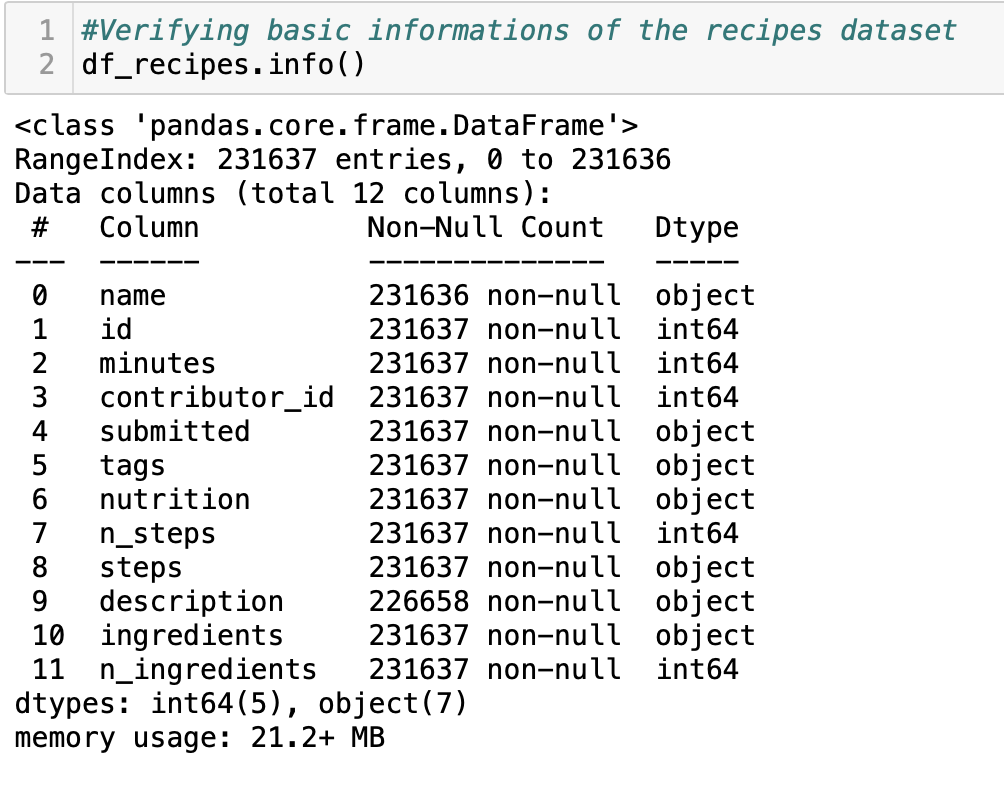 1 #Verifying basic informations of the recipes dataset
2 df_recipes.info()
<class 'pandas.core.frame.DataFrame'>
RangeIndex: 231637 entries, 0 to 231636
Data columns (total 12 columns):
 #   Column          Non-Null Count   Dtype
---  ------          --------------   -----
 0   name            231636 non-null  object
 1   id              231637 non-null  int64
 2   minutes         231637 non-null  int64
 3   contributor_id  231637 non-null  int64
 4   submitted       231637 non-null  object
 5   tags            231637 non-null  object
 6   nutrition       231637 non-null  object
 7   n_steps         231637 non-null  int64
 8   steps           231637 non-null  object
 9   description     226658 non-null  object
 10  ingredients     231637 non-null  object
 11  n_ingredients   231637 non-null  int64
dtypes: int64(5), object(7)
memory usage: 21.2+ MB